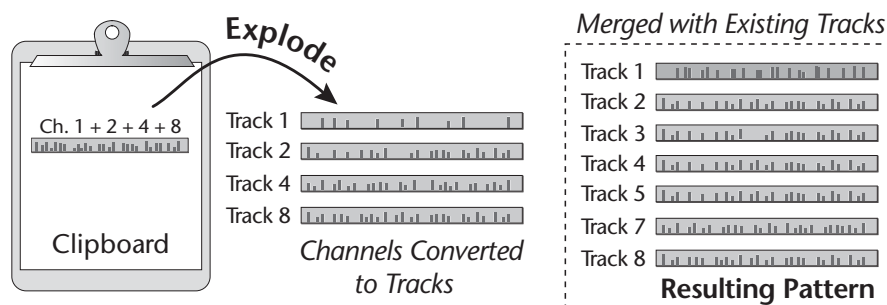 Explode
Ch. 1 + 2 + 4 + 8
Clipboard
Track 1
Track 2
Track 4
Track 8
Channels Converted
to Tracks
Merged with Existing Tracks
Track 1
Track 2
Track 3
Track 4
Track 5
Track 7
Track 8
Resulting Pattern